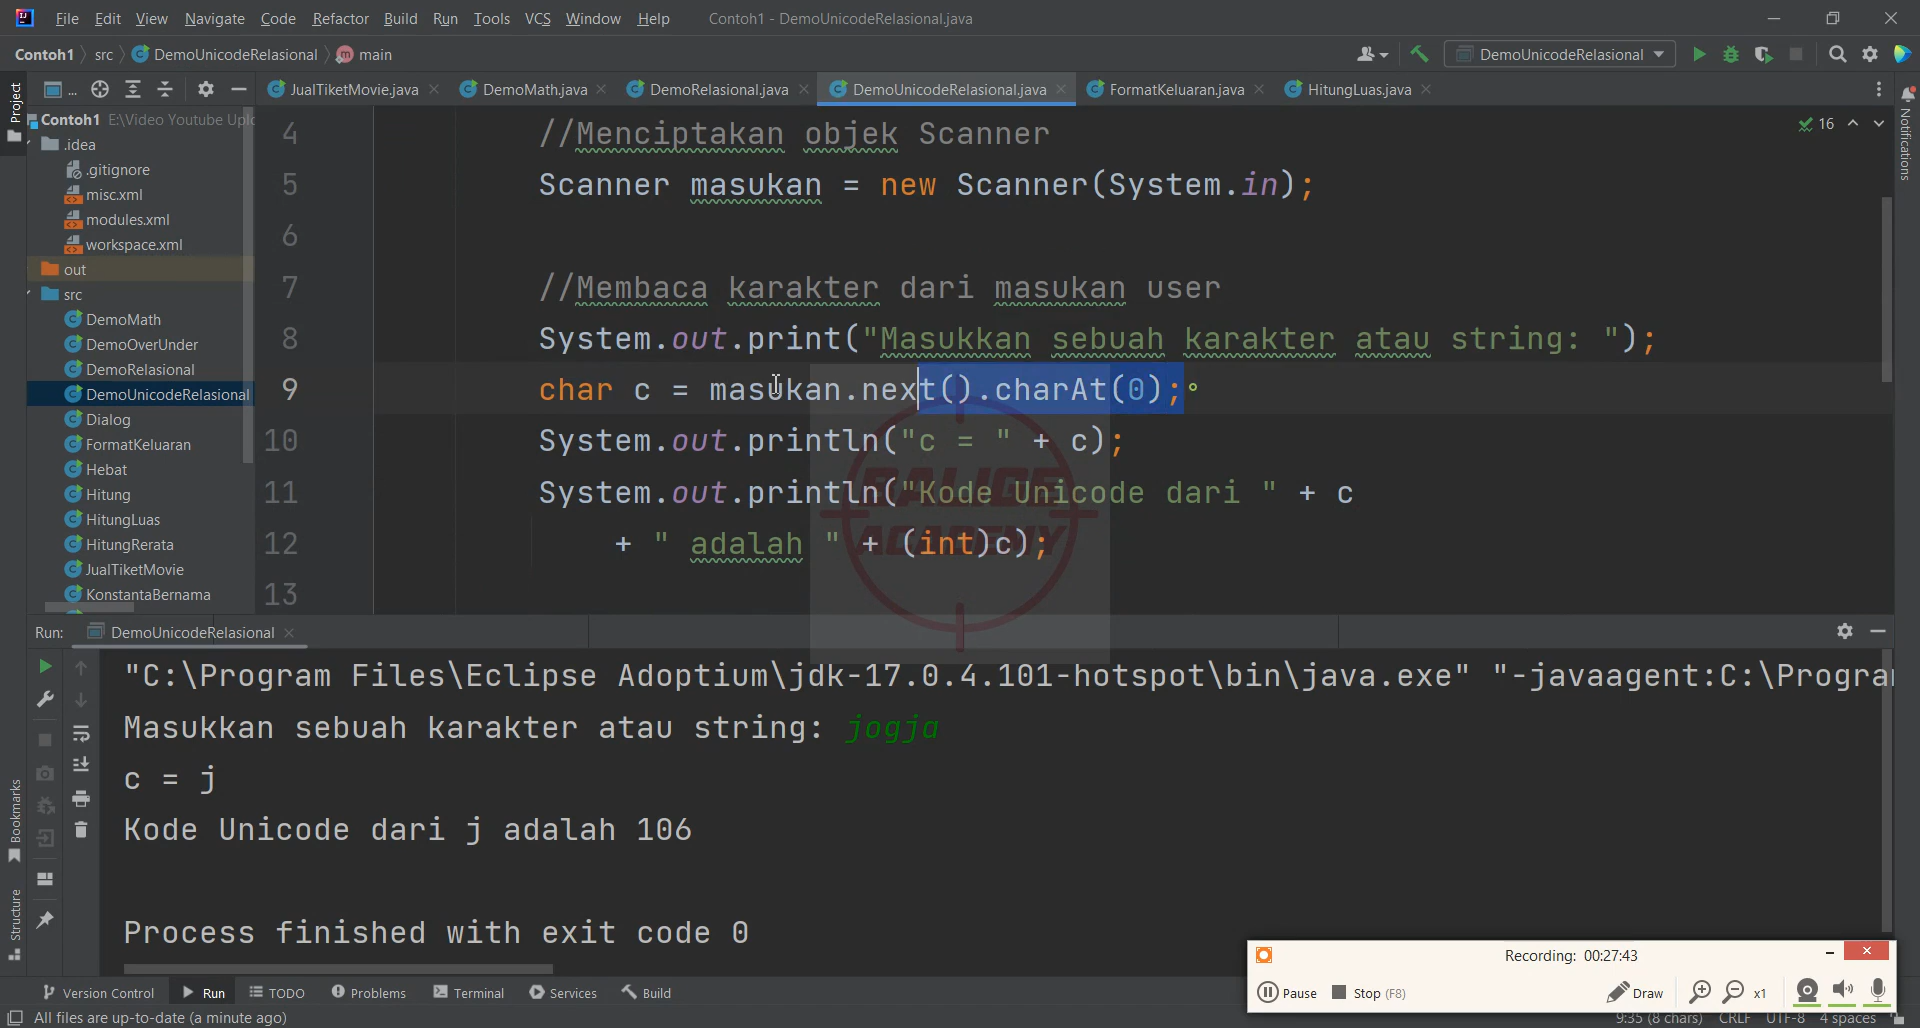 File Edit View Navigate Code Refactor Build Run Tools VCS Window Help Contoh1 - DemoUnicodeRelasional.java
Contoh1 src DemoUnicodeRelasional main DemoUnicodeRelasional
Project ... JualTiketMovie.java DemoMath.java DemoRelasional.java DemoUnicodeRelasional.java FormatKeluaran.java HitungLuas.java
Notifications
Contoh1 E:\Video Youtube Uplo
.idea
.gitignore
misc.xml
modules.xml
workspace.xml
out
src
DemoMath
DemoOverUnder
DemoRelasional
DemoUnicodeRelasional
Dialog
FormatKeluaran
Hebat
Hitung
HitungLuas
HitungRerata
JualTiketMovie
KonstantaBernama
16
4 //Menciptakan objek Scanner
5 Scanner masukan = new Scanner(System.in);
6
7 //Membaca karakter dari masukan user
8 System.out.print("Masukkan sebuah karakter atau string: ");
9 char c = masukan.next().charAt(0);
10 System.out.println("c = " + c);
11 System.out.println("Kode Unicode dari " + c
12 + " adalah " + (int)c);
13
BALIGE
ACADEMY
Run: DemoUnicodeRelasional
"C:\Program Files\Eclipse Adoptium\jdk-17.0.4.101-hotspot\bin\java.exe" "-javaagent:C:\Program
Masukkan sebuah karakter atau string: jogja
c = j
Kode Unicode dari j adalah 106
Process finished with exit code 0
Bookmarks
Structure
Recording: 00:27:43
Pause Stop (F8) Draw x1
Version Control Run TODO Problems Terminal Services Build
All files are up-to-date (a minute ago) 9:35 (8 chars) CRLF UTF-8 4 spaces